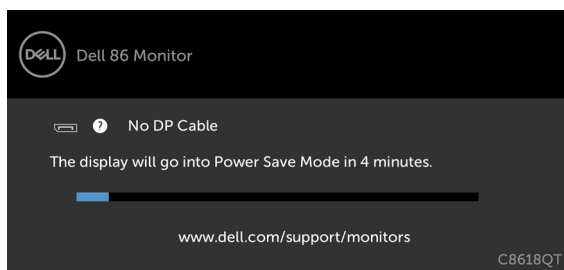 DELL
Dell 86 Monitor
? No DP Cable
The display will go into Power Save Mode in 4 minutes.
www.dell.com/support/monitors
C8618QT